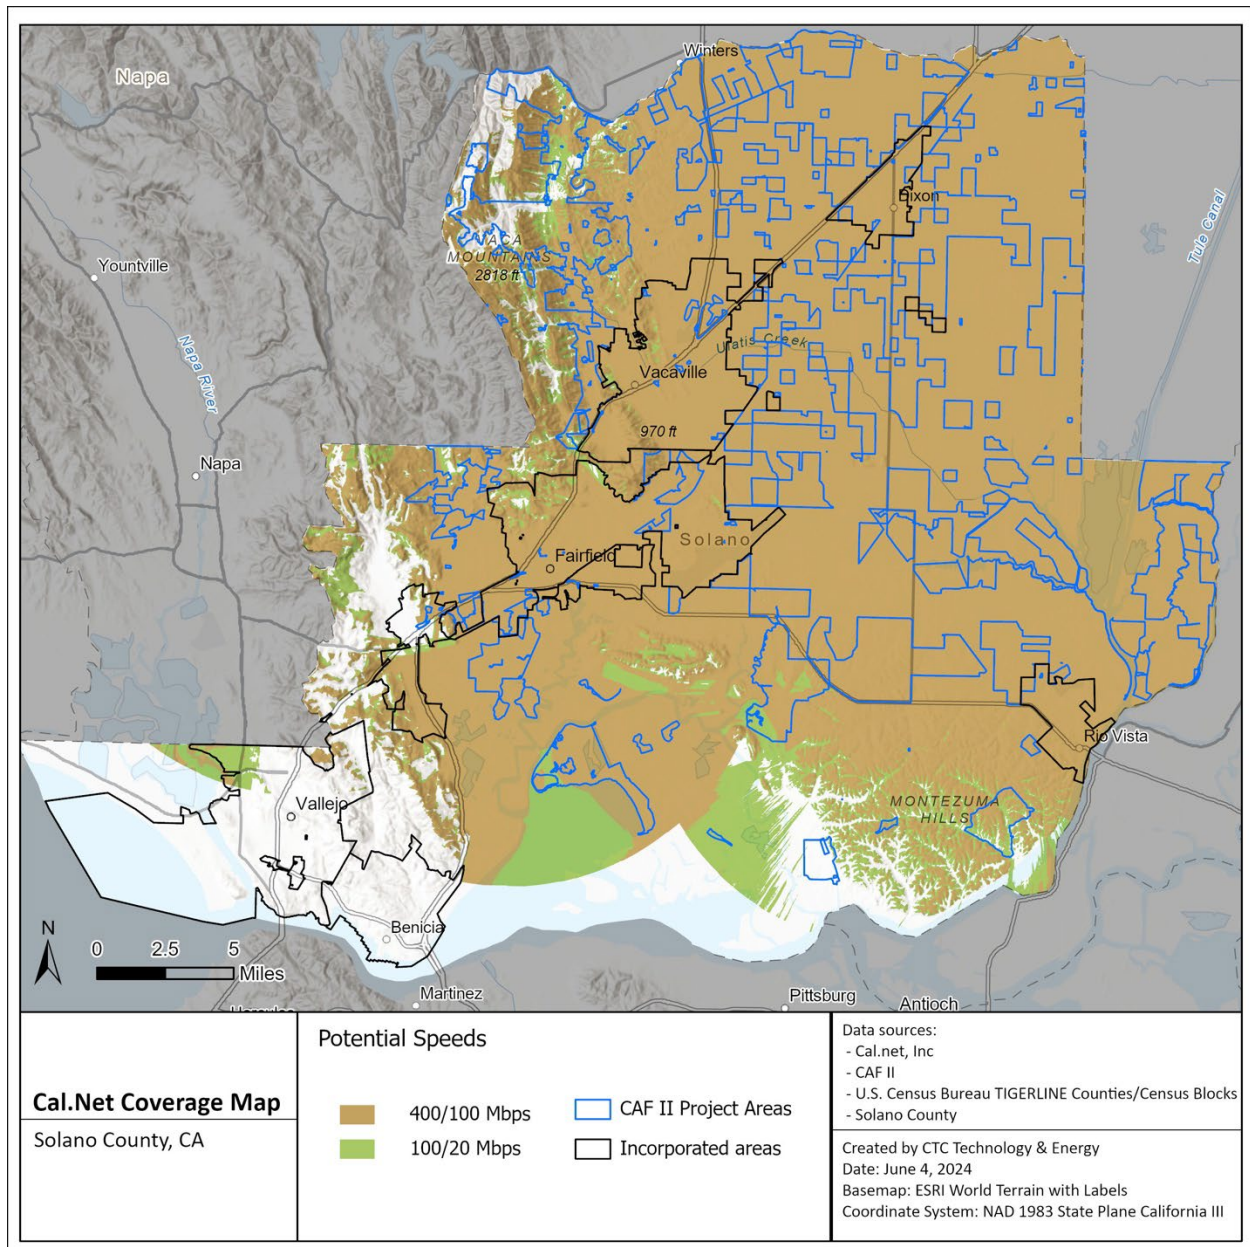 Winters
Napa
Dixon
Tule Canal
VACA
MOUNTAINS
2818 ft
Yountville
Napa River
Ulatis Creek
Vacaville
970 ft
Napa
Solano
Fairfield
Rio Vista
Vallejo
MONTEZUMA
HILLS
Benicia
N
0 2.5 5
Miles
Martinez
Pittsburg
Antioch
Cal.Net Coverage Map
Solano County, CA
Potential Speeds
400/100 Mbps
100/20 Mbps
CAF II Project Areas
Incorporated areas
Data sources:
- Cal.net, Inc
- CAF II
- U.S. Census Bureau TIGERLINE Counties/Census Blocks
- Solano County
Created by CTC Technology & Energy
Date: June 4, 2024
Basemap: ESRI World Terrain with Labels
Coordinate System: NAD 1983 State Plane California III